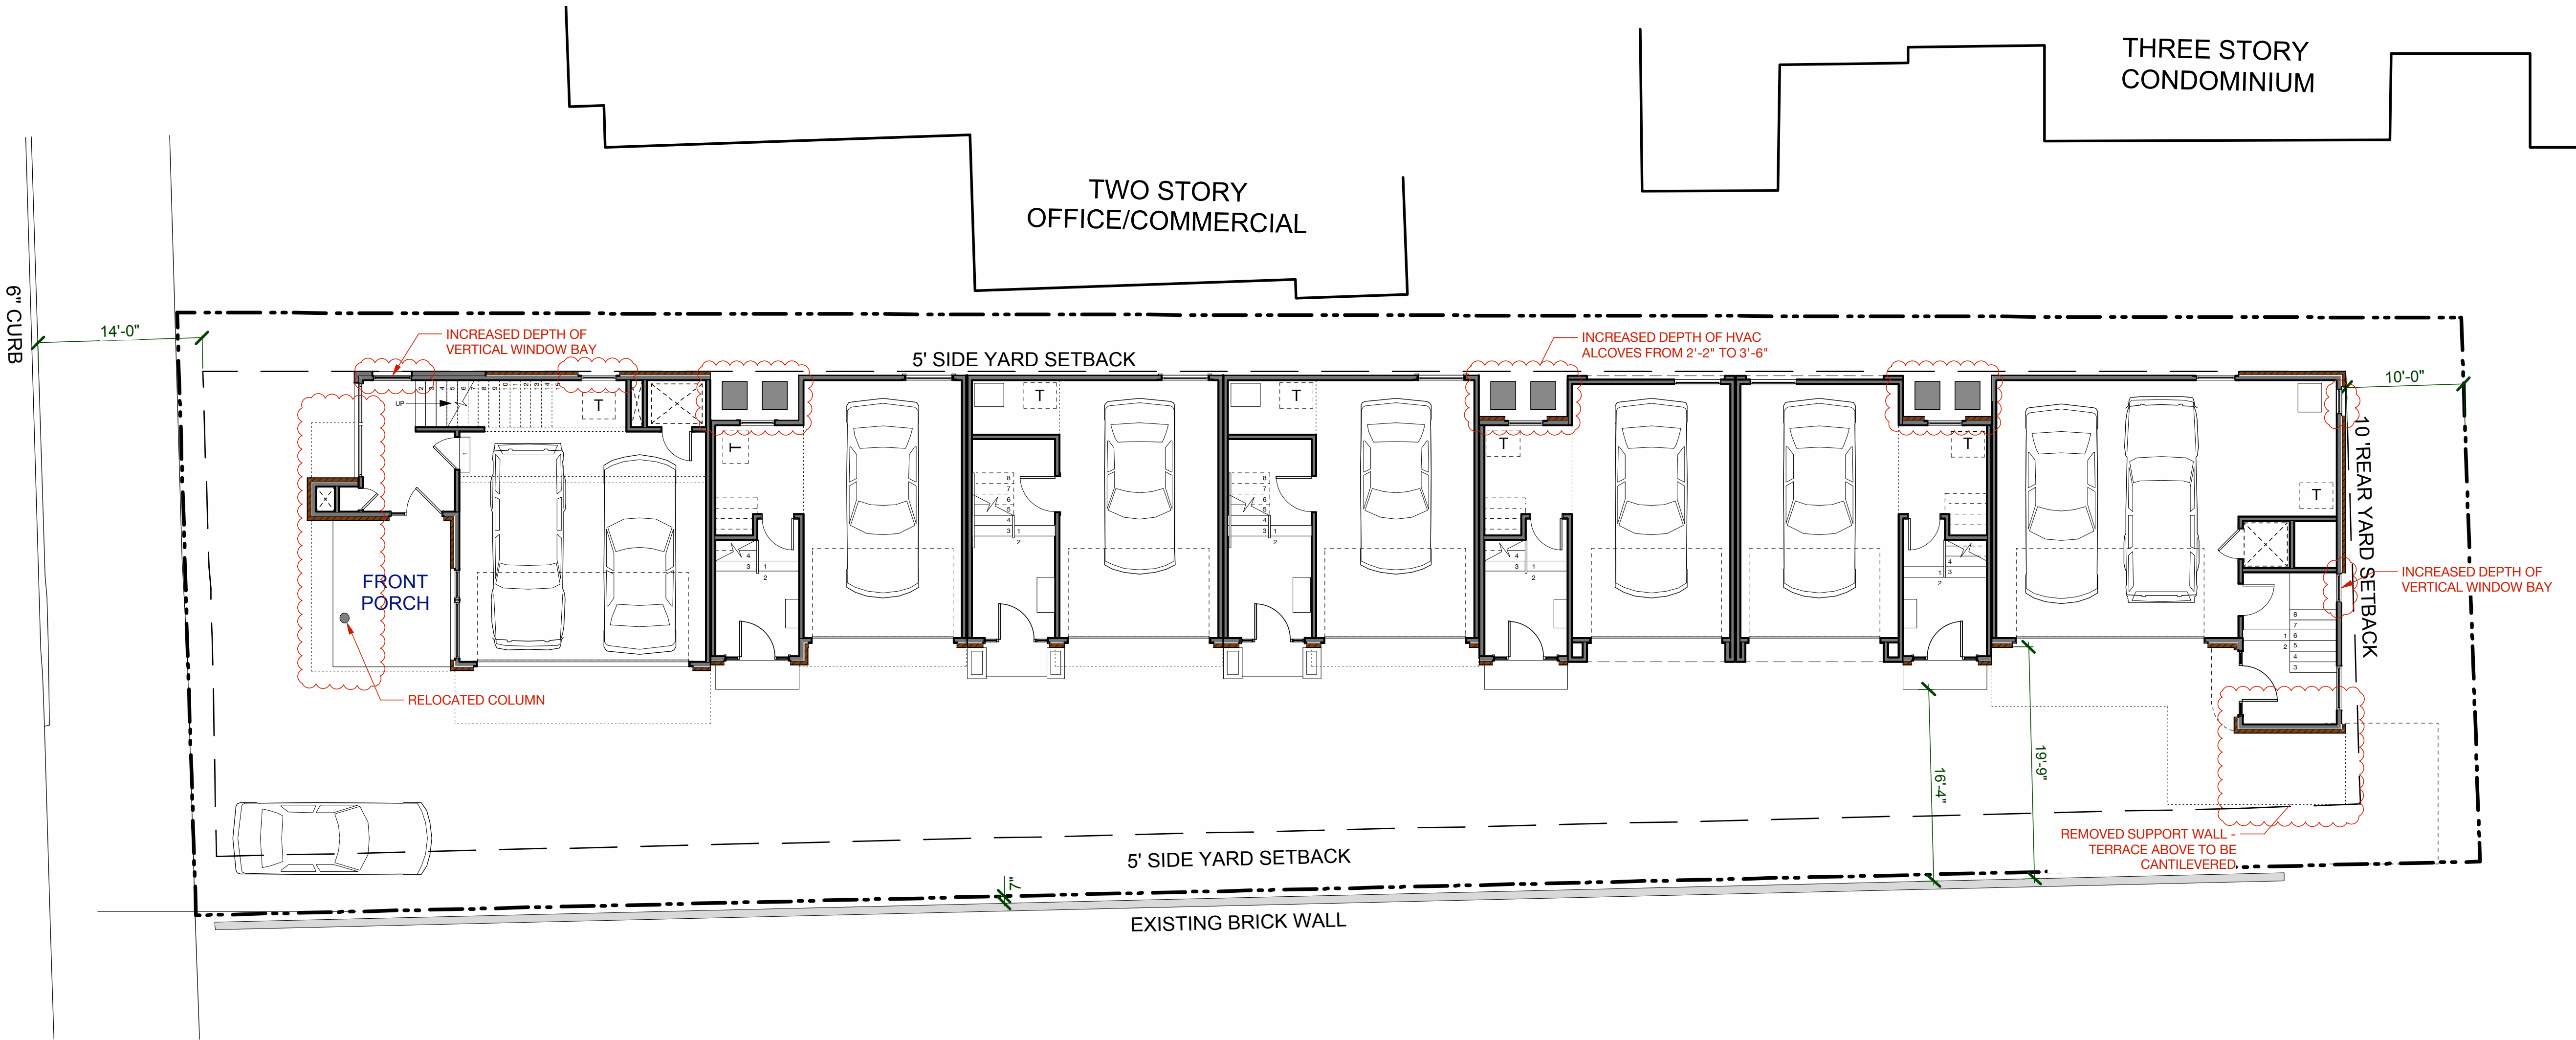 THREE STORY
CONDOMINIUM
TWO STORY
OFFICE/COMMERCIAL
6" CURB
14'-0"
INCREASED DEPTH OF
VERTICAL WINDOW BAY
5' SIDE YARD SETBACK
INCREASED DEPTH OF HVAC
ALCOVES FROM 2'-2" TO 3'-6"
10'-0"
10 'REAR YARD SETBACK
UP
T
T
T
T
T
T
T
FRONT
PORCH
RELOCATED COLUMN
INCREASED DEPTH OF
VERTICAL WINDOW BAY
16'-4"
19'-9"
REMOVED SUPPORT WALL -
TERRACE ABOVE TO BE
CANTILEVERED
5' SIDE YARD SETBACK
7"
EXISTING BRICK WALL